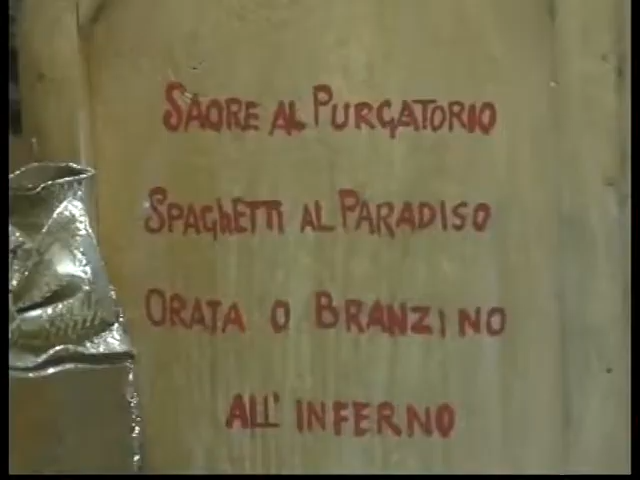 SAORE AL PURGATORIO
SPAGhETTI AL PARADISO
ORATA O BRANZINO
ALL' INFERNO